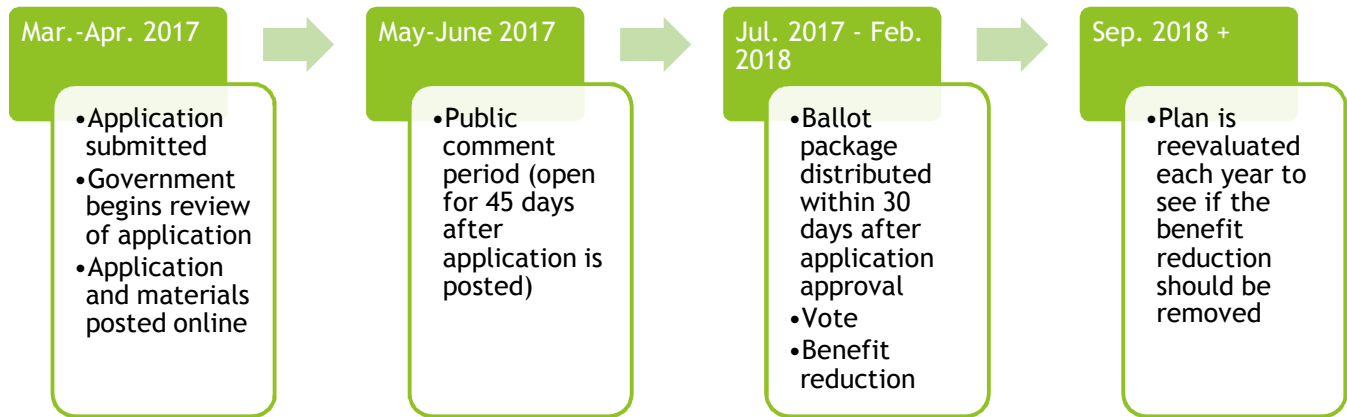 Mar.-Apr. 2017
•Application
submitted
•Government
begins review
of application
•Application
and materials
posted online
May-June 2017
•Public
comment
period (open
for 45 days
after
application is
posted)
Jul. 2017 - Feb.
2018
•Ballot
package
distributed
within 30
days after
application
approval
•Vote
•Benefit
reduction
Sep. 2018 +
•Plan is
reevaluated
each year to
see if the
benefit
reduction
should be
removed